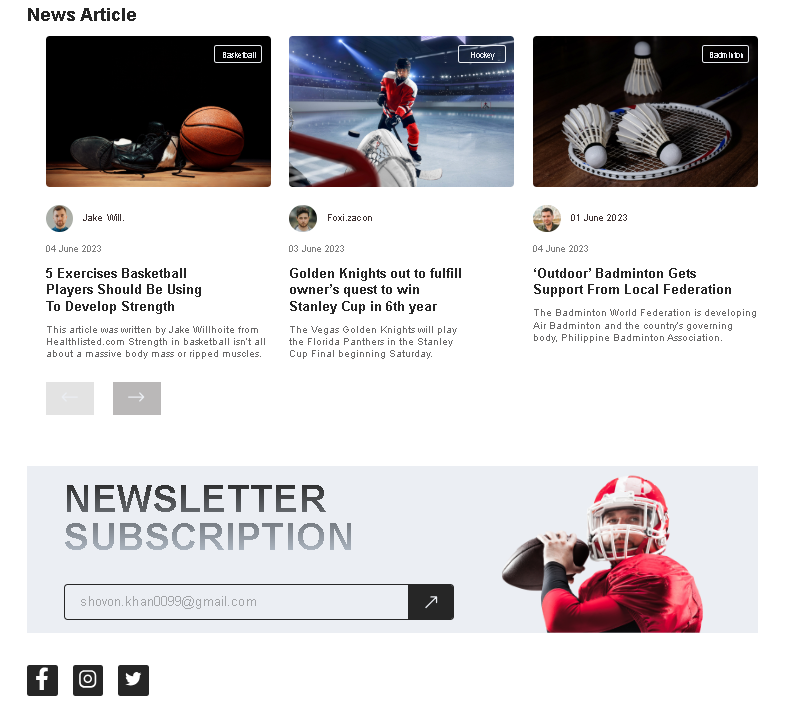 News Article
Basketball
Hockey
Badminton
Jake Will.
Foxi.zacon
01 June 2023
04 June 2023
03 June 2023
04 June 2023
5 Exercises Basketball
Players Should Be Using
To Develop Strength
Golden Knights out to fulfill
owner’s quest to win
Stanley Cup in 6th year
‘Outdoor’ Badminton Gets
Support From Local Federation
This article was written by Jake Willhoite from
Healthlisted.com Strength in basketball isn’t all
about a massive body mass or ripped muscles.
The Vegas Golden Knights will play
the Florida Panthers in the Stanley
Cup Final beginning Saturday.
The Badminton World Federation is developing
Air Badminton and the country’s governing
body, Philippine Badminton Association.
NEWSLETTER
SUBSCRIPTION
shovon.khan0099@gmail.com